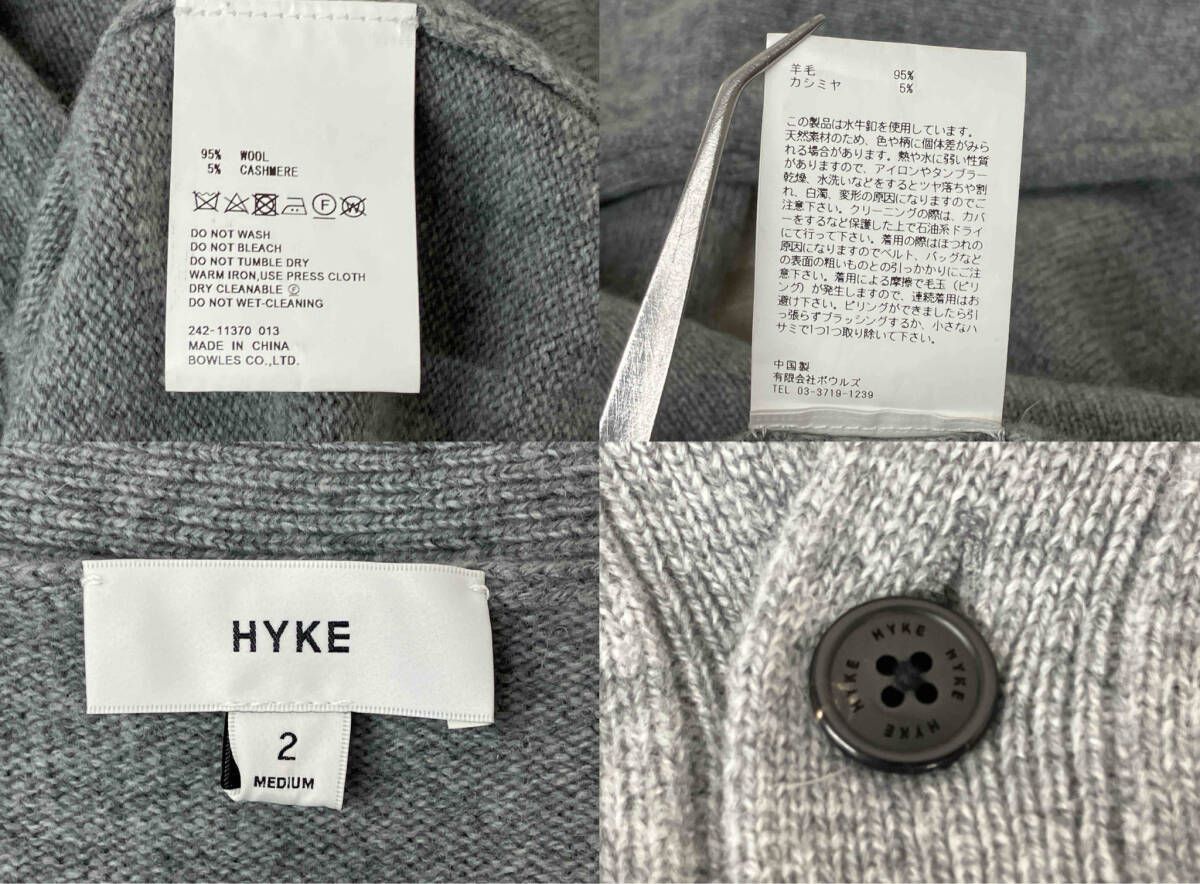 95% WOOL
5% CASHMERE
DO NOT WASH
DO NOT BLEACH
DO NOT TUMBLE DRY
WARM IRON,USE PRESS CLOTH
DRY CLEANABLE Ⓕ
DO NOT WET-CLEANING
242-11370 013
MADE IN CHINA
BOWLES CO.,LTD.
羊毛 95%
カシミヤ 5%
この製品は水牛釦を使用しています。
天然素材のため、色や柄に個体差がみら
れる場合があります。熱や水に弱い性質
がありますので、アイロンやタンブラー
乾燥、水洗いなどをするとツヤ落ちや割
れ、白濁、変形の原因になりますのでご
注意下さい。クリーニングの際は、カバ
ーをするなど保護した上で石油系ドライ
にて行って下さい。着用の際はほつれの
原因になりますのでベルト、バッグなど
の表面の粗いものとの引っかかりにご注
意下さい。着用による摩擦で毛玉(ピリ
ング)が発生しますので、連続着用はお
避け下さい。ピリングができましたら引
っ張らずブラッシングするか、小さなハ
サミで1つ1つ取り除いて下さい。
中国製
有限会社ボウルズ
TEL 03-3719-1239
HYKE
2
MEDIUM
HYKE
HYKE
HYKE
HYKE
HYKE